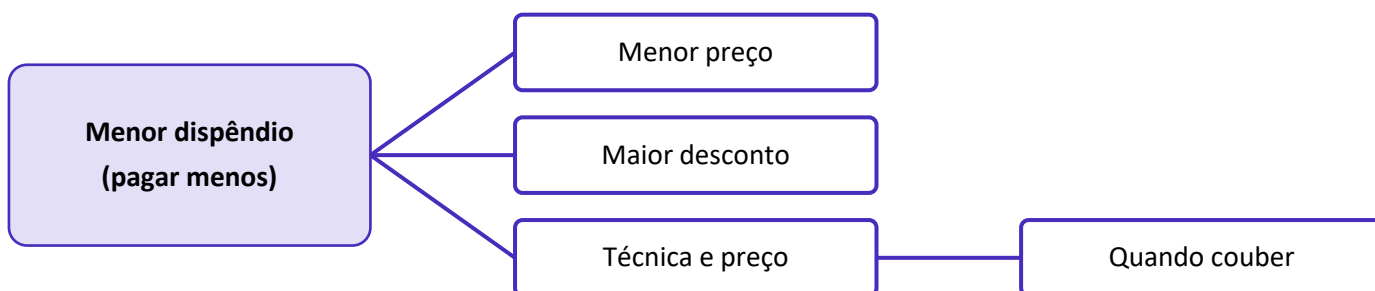 Menor preço
Menor dispêndio
(pagar menos)
Maior desconto
Técnica e preço
Quando couber